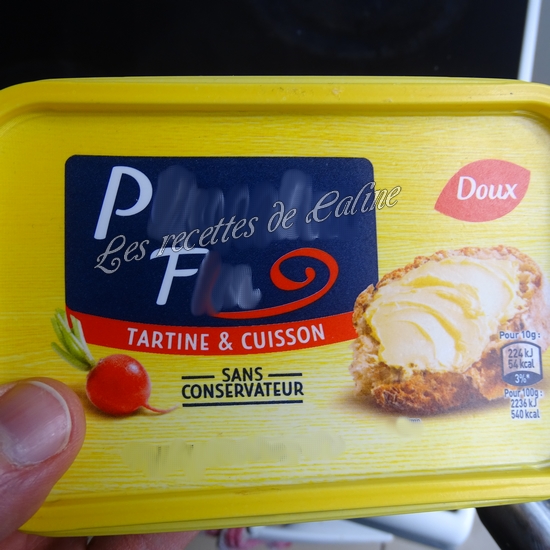 P
Les recettes de Caline
F
Doux
TARTINE & CUISSON
SANS
CONSERVATEUR
Pour 10g :
224 kJ
54 kcal
3%*
Pour 100g :
2236 kJ
540 kcal